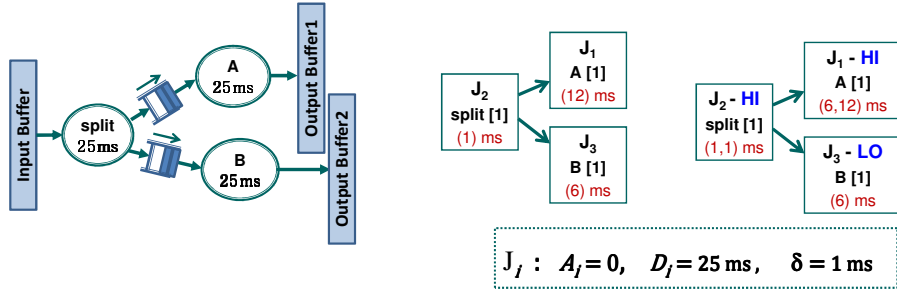 Input Buffer
split
25ms
A
25ms
B
25ms
Output Buffer1
Output Buffer2
J2
split [1]
(1) ms
J1
A [1]
(12) ms
J3
B [1]
(6) ms
J2 - HI
split [1]
(1,1) ms
J1 - HI
A [1]
(6,12) ms
J3 - LO
B [1]
(6) ms
Ji : Ai = 0, Di = 25 ms, δ = 1 ms